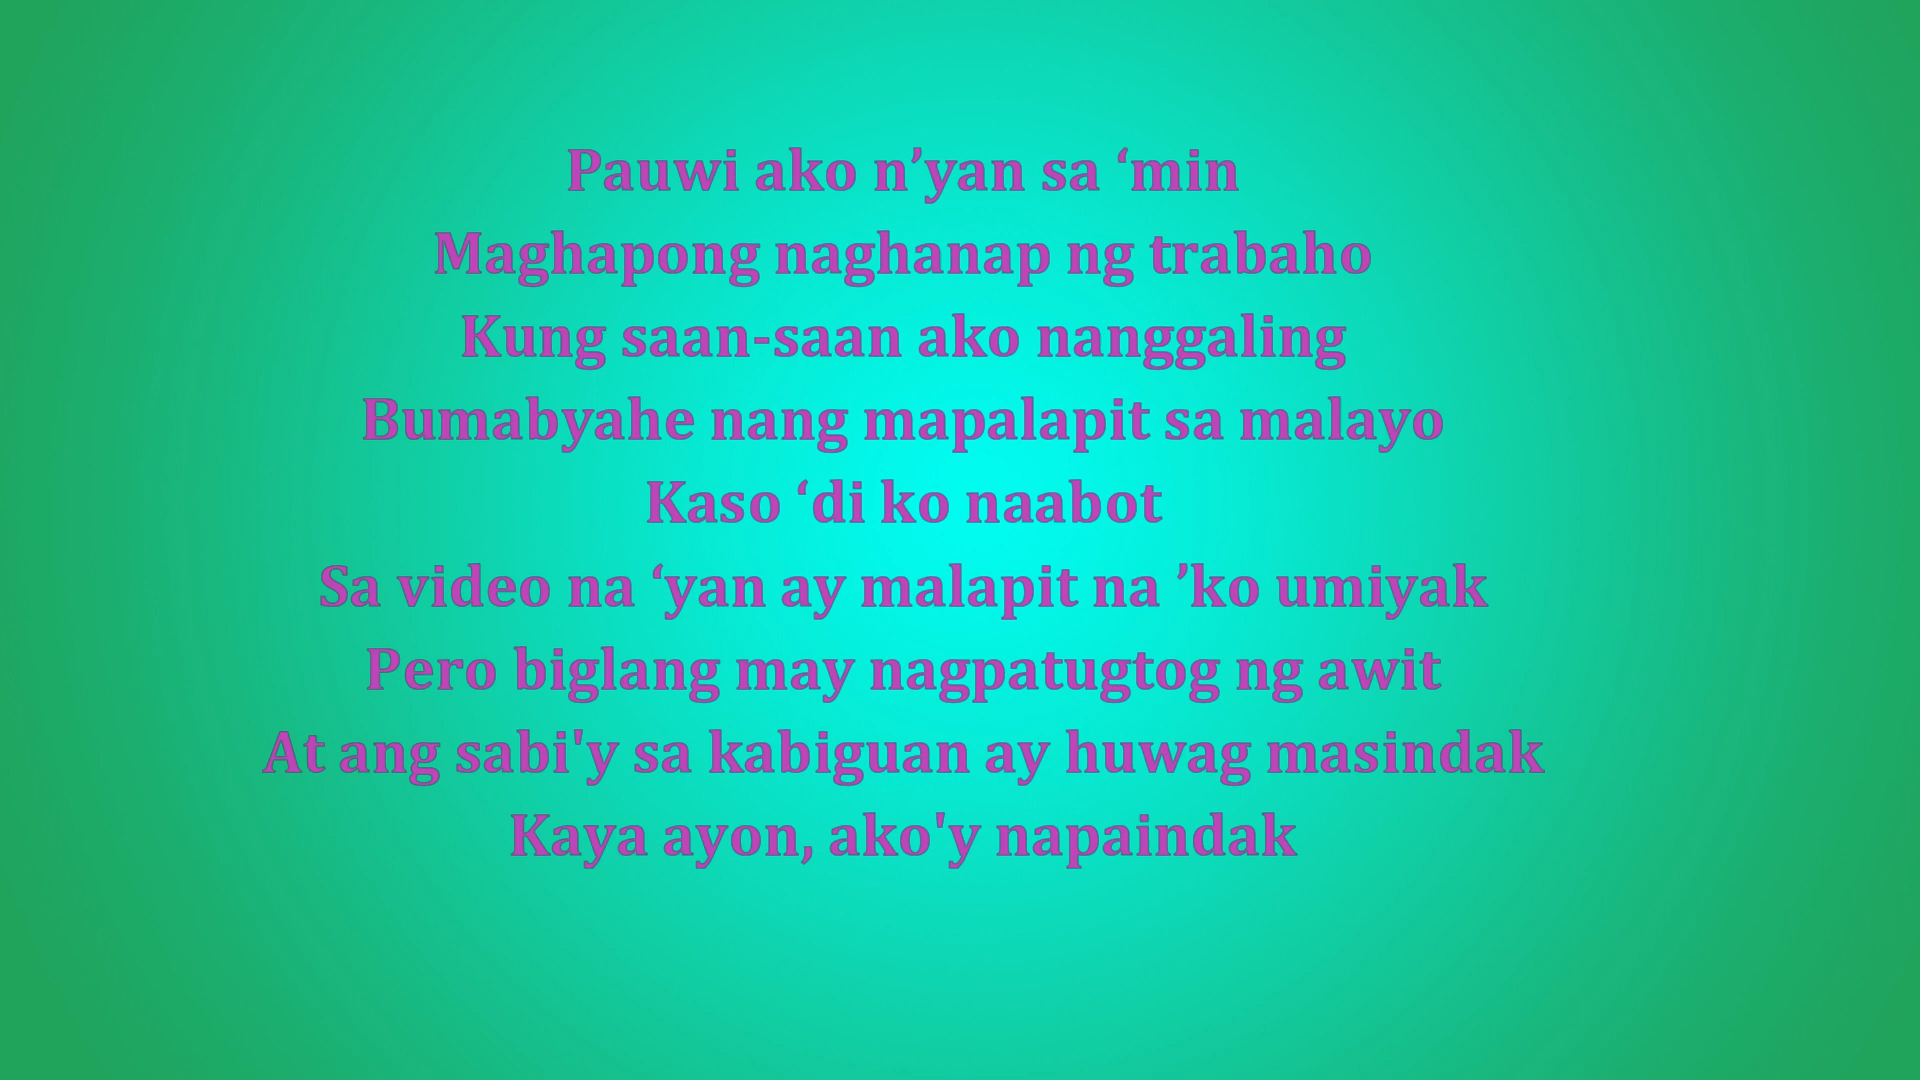 Pauwi ako n’yan sa ‘min
Maghapong naghanap ng trabaho
Kung saan-saan ako nanggaling
Bumabyahe nang mapalapit sa malayo
Kaso ‘di ko naabot
Sa video na ‘yan ay malapit na ’ko umiyak
Pero biglang may nagpatugtog ng awit
At ang sabi'y sa kabiguan ay huwag masindak
Kaya ayon, ako'y napaindak